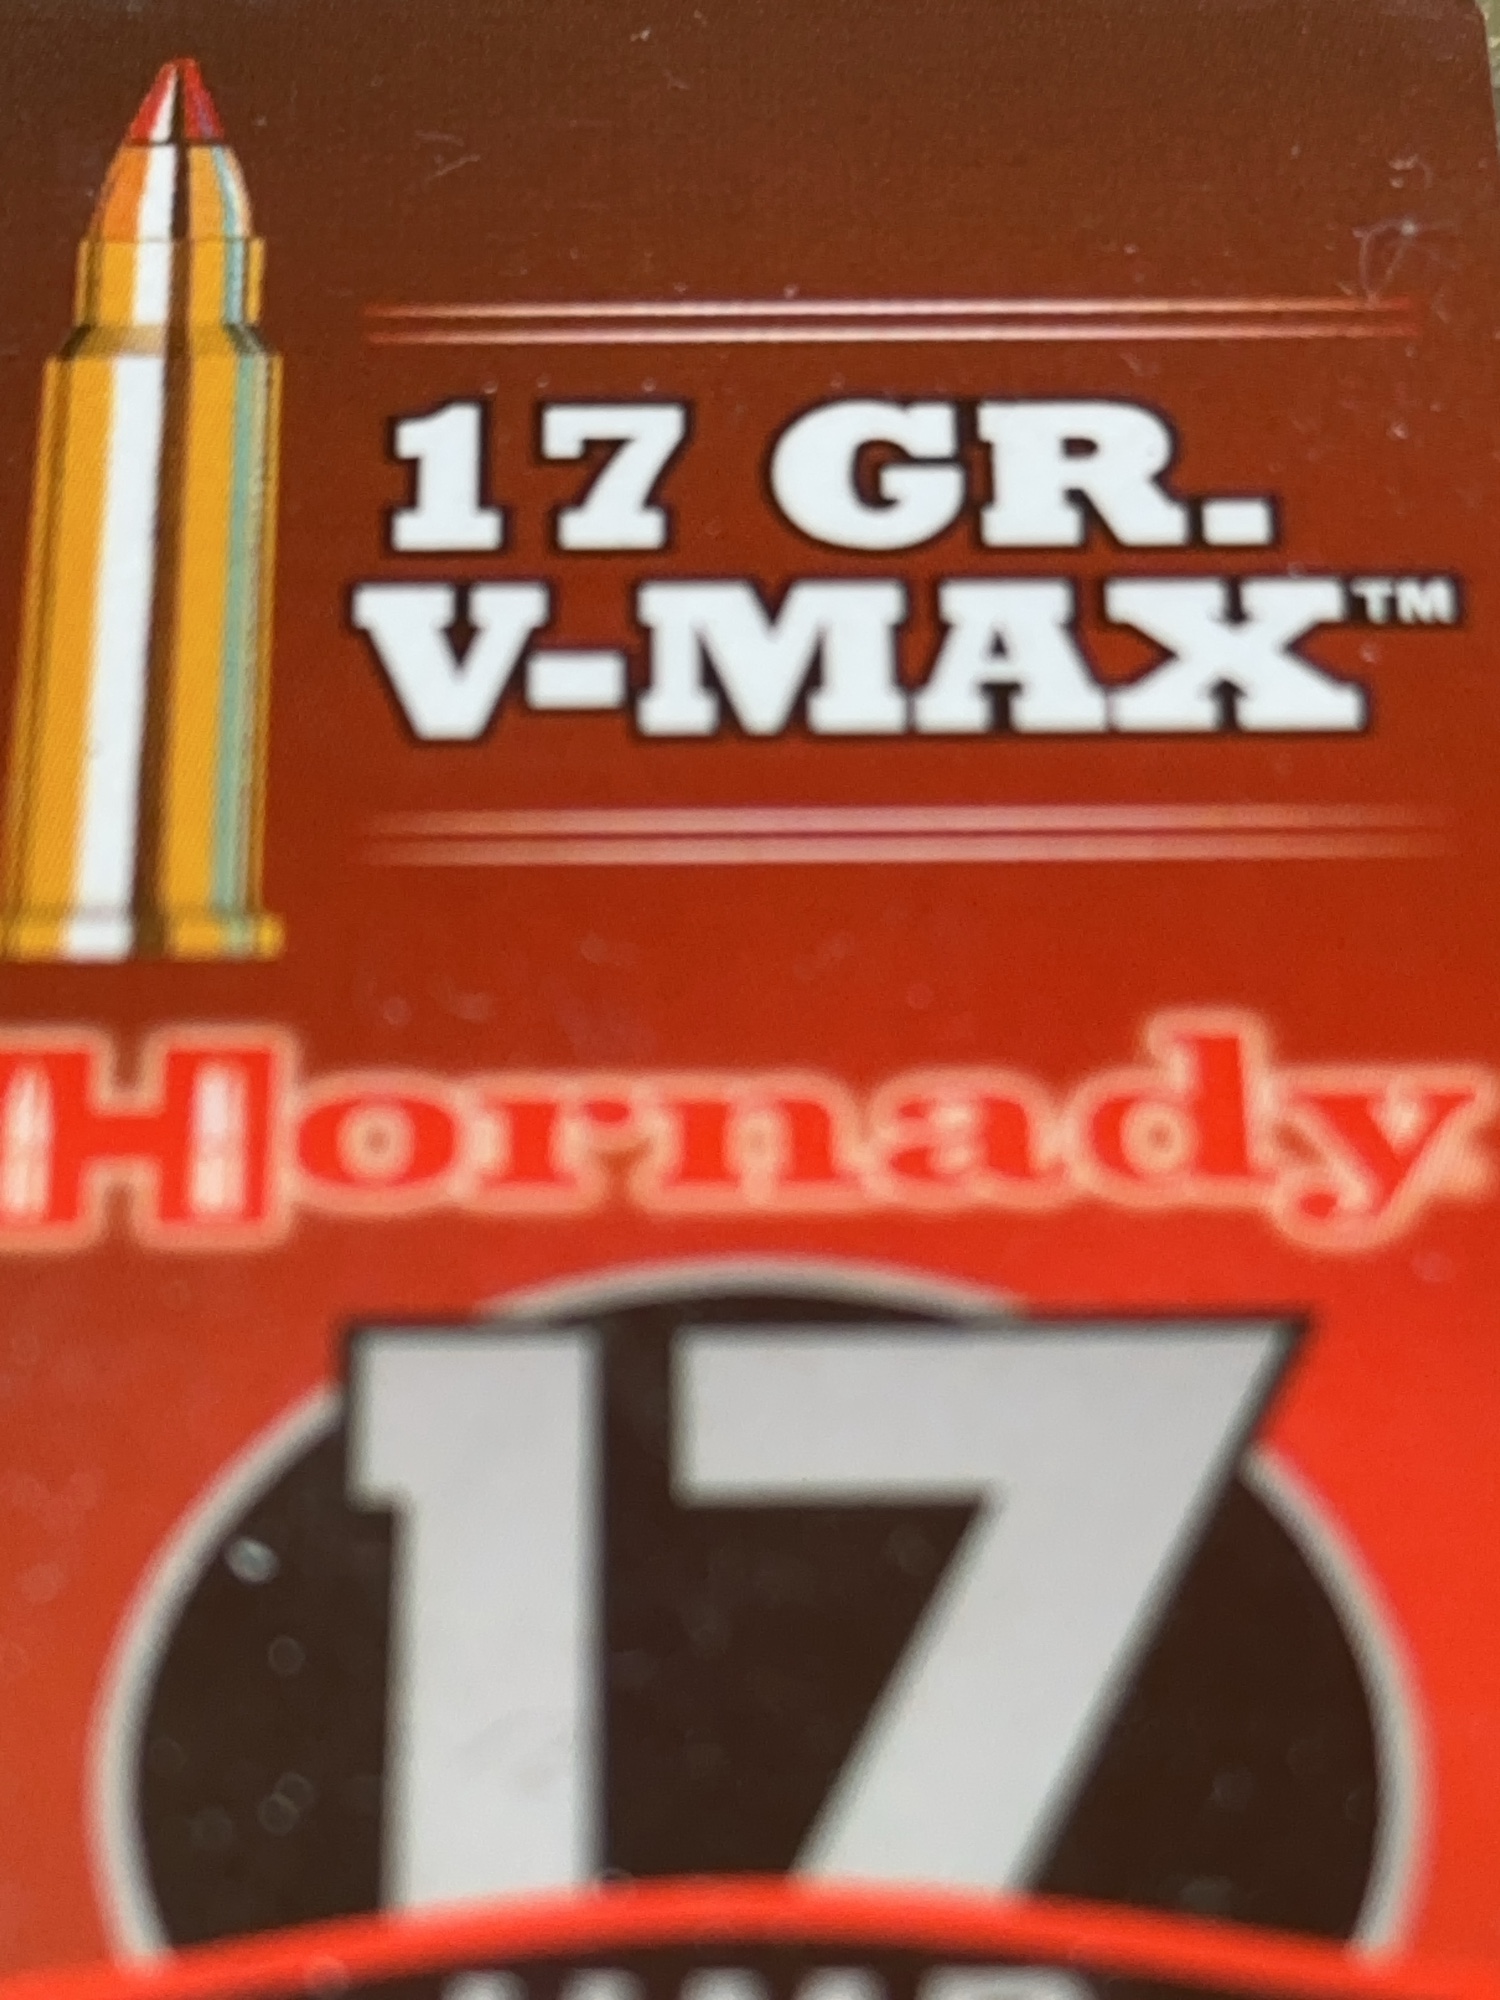 17 GR.
V-MAX™
Hornady
17